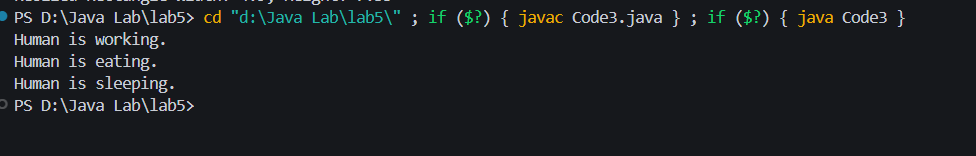 PS D:\Java Lab\lab5> cd "d:\Java Lab\lab5\" ; if ($?) { javac Code3.java } ; if ($?) { java Code3 }
Human is working.
Human is eating.
Human is sleeping.
PS D:\Java Lab\lab5>